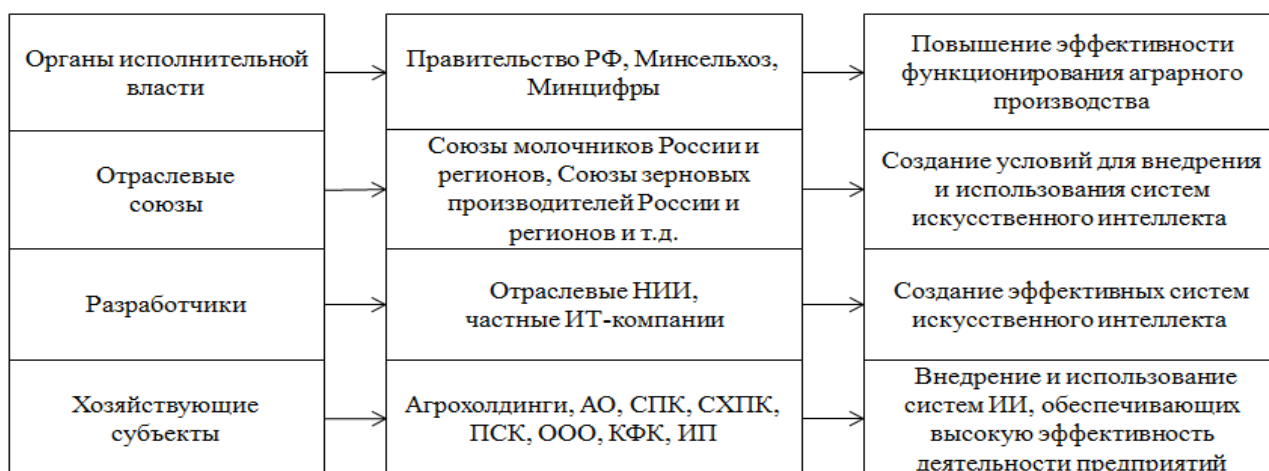 Органы исполнительной
власти
Правительство РФ, Минсельхоз,
Минцифры
Повышение эффективности
функционирования аграрного
производства
Отраслевые
союзы
Союзы молочников России и
регионов, Союзы зерновых
производителей России и
регионов и т.д.
Создание условий для внедрения
и использования систем
искусственного интеллекта
Разработчики
Отраслевые НИИ,
частные ИТ-компании
Создание эффективных систем
искусственного интеллекта
Хозяйствующие
субъекты
Агрохолдинги, АО, СПК, СХПК,
ПСК, ООО, КФК, ИП
Внедрение и использование
систем ИИ, обеспечивающих
высокую эффективность
деятельности предприятий